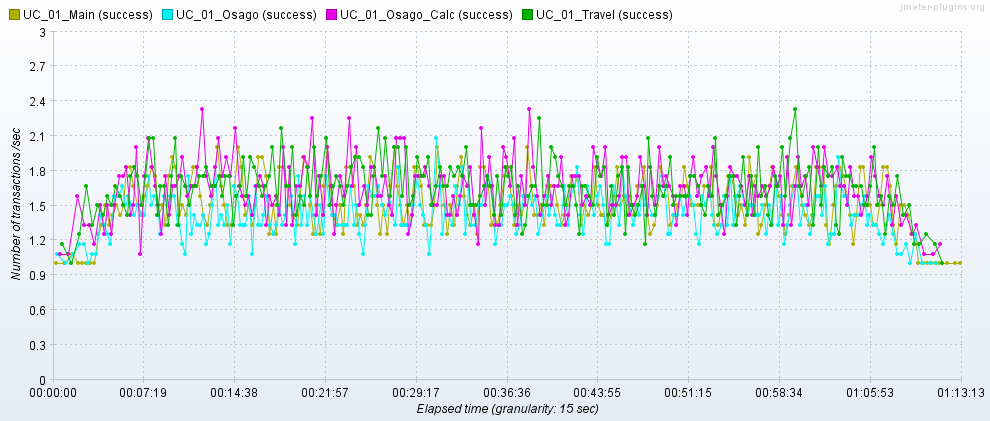 UC_01_Main (success) UC_01_Osago (success) UC_01_Osago_Calc (success) UC_01_Travel (success)
jmeter-plugins.org
Number of transactions/sec
3
2.7
2.4
2.1
1.8
1.5
1.2
0.9
0.6
0.3
0
00:00:00 00:07:19 00:14:38 00:21:57 00:29:17 00:36:36 00:43:55 00:51:15 00:58:34 01:05:53 01:13:13
Elapsed time (granularity: 15 sec)